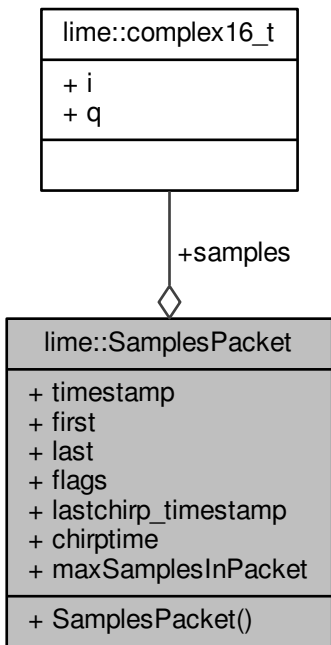 lime::complex16_t
+ i
+ q
+samples
lime::SamplesPacket
+ timestamp
+ first
+ last
+ flags
+ lastchirp_timestamp
+ chirptime
+ maxSamplesInPacket
+ SamplesPacket()